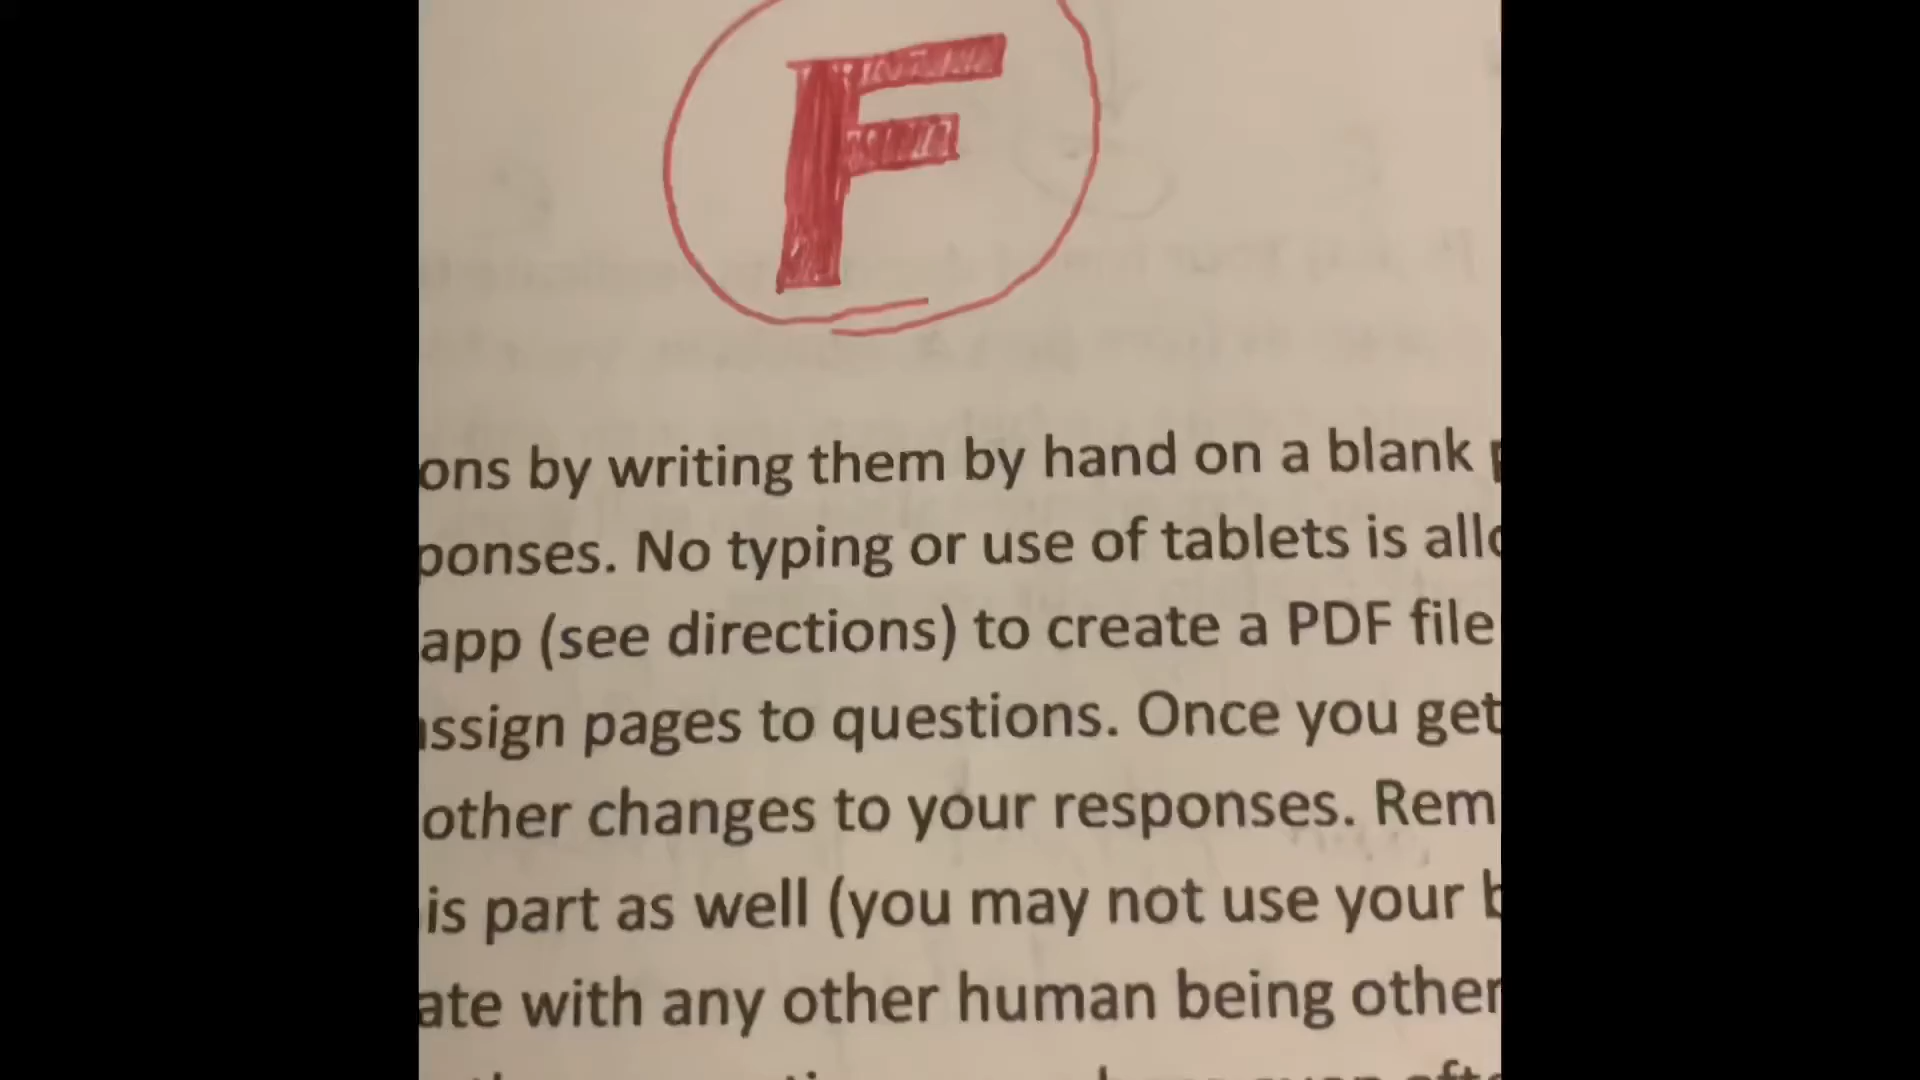 F
ons by writing them by hand on a blank
ponses. No typing or use of tablets is allo
app (see directions) to create a PDF file
ssign pages to questions. Once you get
other changes to your responses. Rem
is part as well (you may not use your b
ate with any other human being other